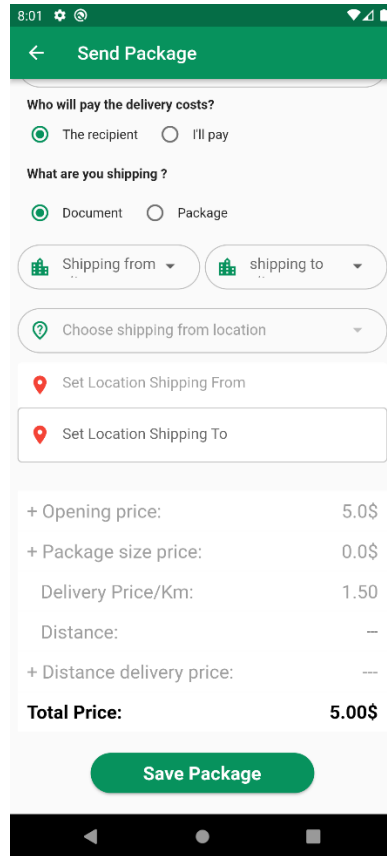 8:01
Send Package
Who will pay the delivery costs?
The recipient I'll pay
What are you shipping ?
Document Package
Shipping from shipping to
Choose shipping from location
Set Location Shipping From
Set Location Shipping To
+ Opening price: 5.0$
+ Package size price: 0.0$
Delivery Price/Km: 1.50
Distance: --
+ Distance delivery price: ---
Total Price: 5.00$
Save Package